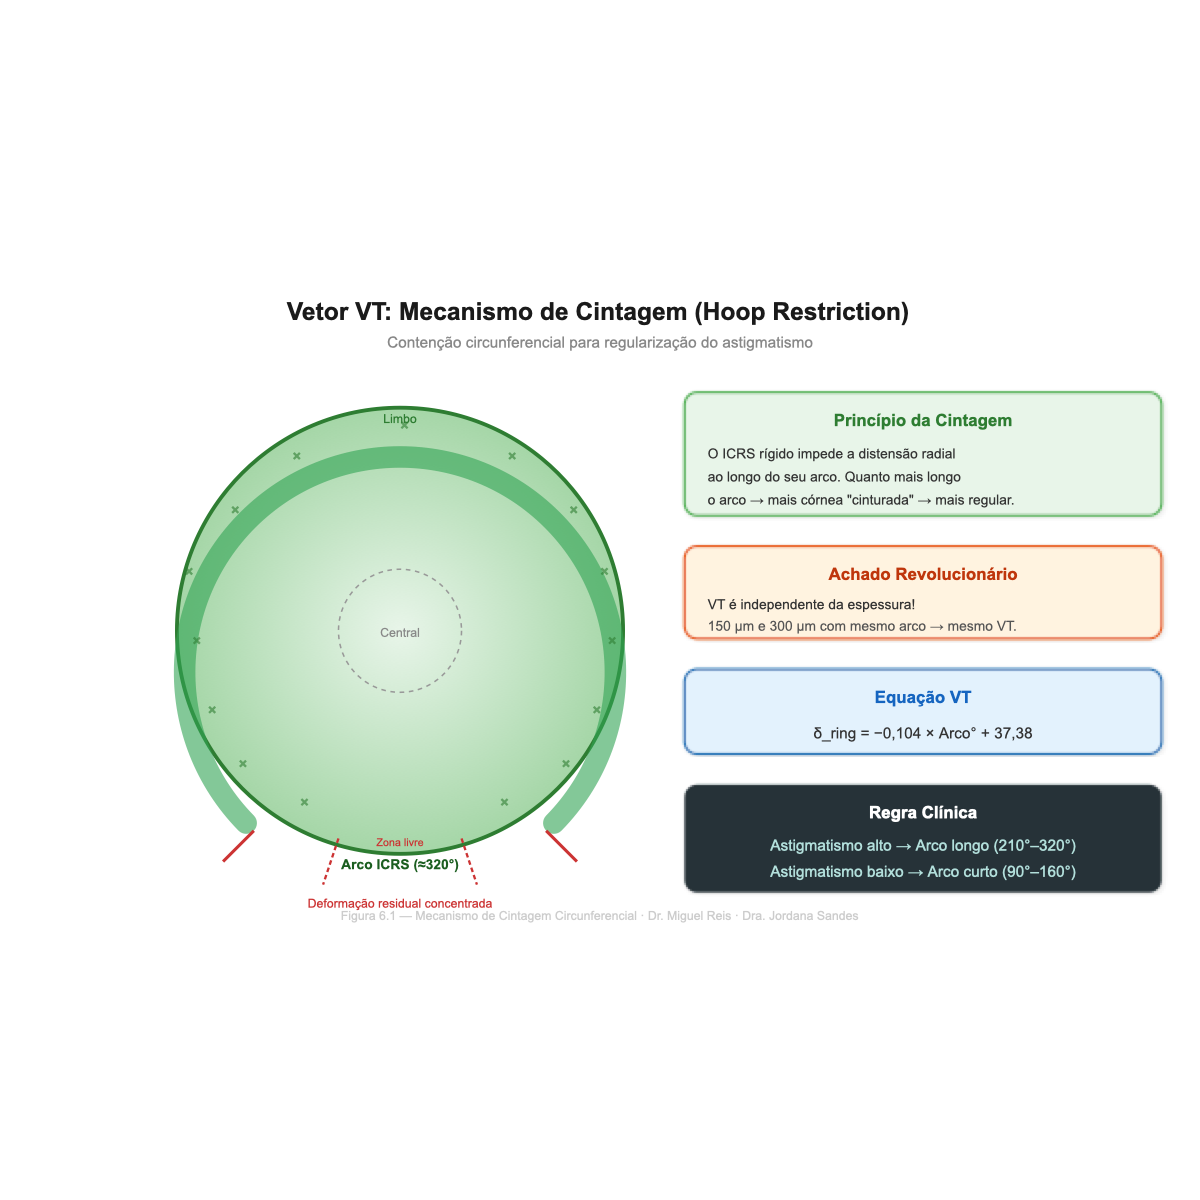 Vetor VT: Mecanismo de Cintagem (Hoop Restriction)
Contenção circunferencial para regularização do astigmatismo
Limbo
Central
Zona livre
Arco ICRS (≈320°)
Deformação residual concentrada
Princípio da Cintagem
O ICRS rígido impede a distensão radial
ao longo do seu arco. Quanto mais longo
o arco → mais córnea "cinturada" → mais regular.
Achado Revolucionário
VT é independente da espessura!
150 μm e 300 μm com mesmo arco → mesmo VT.
Equação VT
δ_ring = −0,104 × Arco° + 37,38
Regra Clínica
Astigmatismo alto → Arco longo (210°–320°)
Astigmatismo baixo → Arco curto (90°–160°)
Figura 6.1 — Mecanismo de Cintagem Circunferencial · Dr. Miguel Reis · Dra. Jordana Sandes